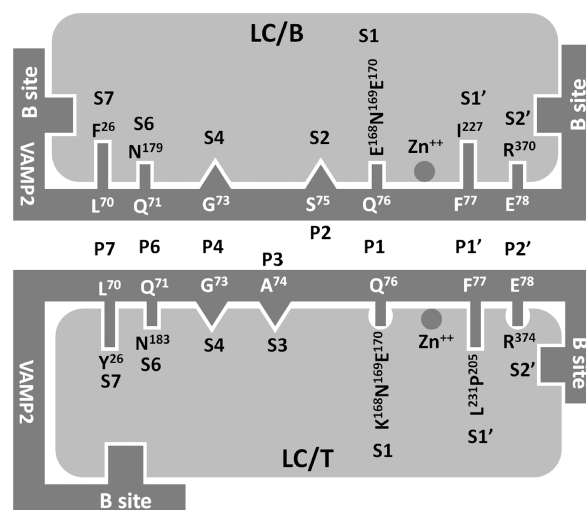 LC/B
S1
B site
S7
F²⁶
S6
N¹⁷⁹
S4
S2
E¹⁶⁸N¹⁶⁹E¹⁷⁰
Zn⁺⁺
S1’
I²²⁷
S2’
R³⁷⁰
B site
VAMP2
L⁷⁰ Q⁷¹ G⁷³ S⁷⁵ Q⁷⁶ F⁷⁷ E⁷⁸
P7 P6 P4 P3 P2 P1 P1’ P2’
L⁷⁰ Q⁷¹ G⁷³ A⁷⁴ Q⁷⁶ F⁷⁷ E⁷⁸
VAMP2
Y²⁶
S7
N¹⁸³
S6
S4
S3
K¹⁶⁸N¹⁶⁹E¹⁷⁰
S1
Zn⁺⁺
L²³¹P²⁰⁵
S1’
R³⁷⁴
S2’
B site
LC/T
B site